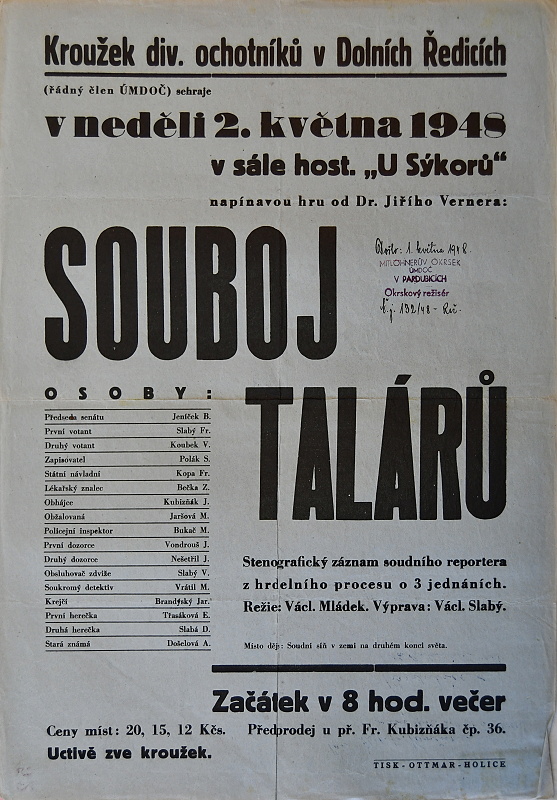 Kroužek div. ochotníků v Dolních Ředicích
(řádný člen ÚMDOČ) sehraje
v neděli 2. května 1948
v sále host. „U Sýkorů"
napínavou hru od Dr. Jiřího Vernera:
SOUBOJ
1. května 1948.
MITLOHNERŮV OKRSEK
ÚMDOČ
V PARDUBICÍCH
Okrskový režisér
č. j. 192/48 -
TALÁRŮ
OSOBY:
Předseda senátu Jeníček B.
První votant Slabý Fr.
Druhý votant Koubek V.
Zapisovatel Polák S.
Státní návladní Kopa Fr.
Lékařský znalec Bečka Z.
Obhájce Kubizňák J.
Obžalovaná Jaršová M.
Policejní inspektor Bukač M.
První dozorce Vondrouš J.
Druhý dozorce Nešetřil J.
Obsluhovač zdviže Slabý V.
Soukromý detektiv Vrátil M.
Krejčí Brandýský Jar.
První herečka Třasáková E.
Druhá herečka Slabá D.
Stará známá Došelová A.
Stenografický záznam soudního reportera
z hrdelního procesu o 3 jednáních.
Režie: Václ. Mládek. Výprava: Václ. Slabý.
Místo děje: Soudní síň v zemi na druhém konci světa.
Začátek v 8 hod. večer
Ceny míst: 20, 15, 12 Kčs. Předprodej u př. Fr. Kubizňáka čp. 36.
Uctivě zve kroužek.
TISK-OTTMAR-HOLICE